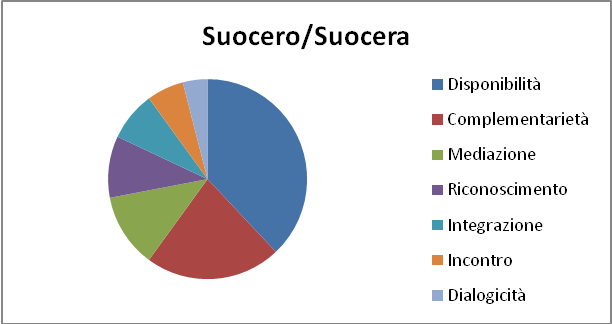 Suocero/Suocera
Disponibilità
Complementarietà
Mediazione
Riconoscimento
Integrazione
Incontro
Dialogicità